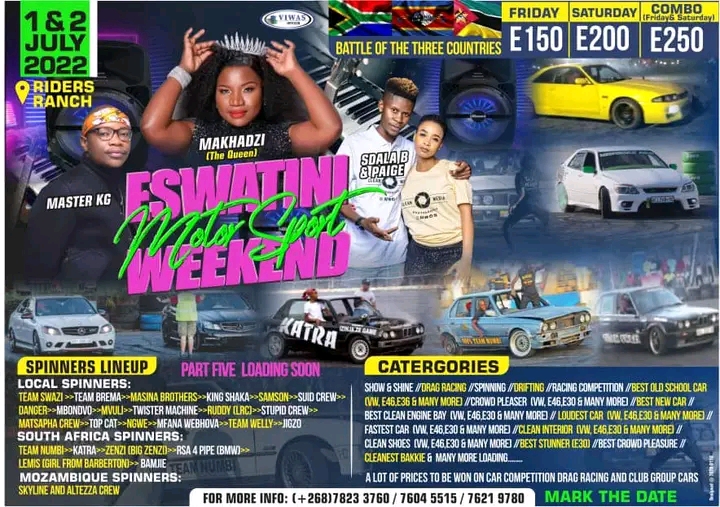 1 & 2
JULY
2022
RIDERS
RANCH
VIWAS
BATTLE OF THE THREE COUNTRIES
FRIDAY
E150
SATURDAY
E200
COMBO
(Friday& Saturday)
E250
MAKHADZI
(The Queen)
MASTER KG
SDALA B
& PAIGE
ESWATINI
Motor Sport
WEEKEND
KATRA
100% TEAM NUMBI
SPINNERS LINEUP
PART FIVE LOADING SOON
LOCAL SPINNERS:
TEAM SWAZI >>TEAM BREMA>>MASINA BROTHERS>>KING SHAKA>>SAMSON>>SUID CREW>>
DANGER>>MBONDVO>>MVULI>>TWISTER MACHINE>>RUDDY (LRC)>>STUPID CREW>>
MATSAPHA CREW>>TOP CAT>>NGWE>>MFANA WEBHOVA>>TEAM WELLY>>JIGZO
SOUTH AFRICA SPINNERS:
TEAM NUMBI>>KATRA>>ZENZI (BIG ZENZI)>>RSA 4 PIPE (BMW)>>
LEMIS (GIRL FROM BARBERTON)>> BAMJIE
MOZAMBIQUE SPINNERS:
SKYLINE AND ALTEZZA CREW
TEAM NUMBI
CATERGORIES
SHOW & SHINE //DRAG RACING //SPINNING //DRIFTING //RACING COMPETITION //BEST OLD SCHOOL CAR
(VW, E46,E36 & MANY MORE) //CROWD PLEASER (VW, E46,E30 & MANY MORE) //BEST NEW CAR //
BEST CLEAN ENGINE BAY (VW, E46,E30 & MANY MORE) // LOUDEST CAR (VW, E46,E30 & MANY MORE) //
FASTEST CAR (VW, E46,E30 & MANY MORE) //CLEAN INTERIOR (VW, E46,E30 & MANY MORE) //
CLEAN SHOES (VW, E46,E30 & MANY MORE) //BEST STUNNER (E30) //BEST CROWD PLEASURE //
CLEANEST BAKKIE & MANY MORE LOADING........
A LOT OF PRIZES TO BE WON ON CAR COMPETITION DRAG RACING AND CLUB GROUP CARS
FOR MORE INFO: (+268)7823 3760 / 7604 5515 / 7621 9780
MARK THE DATE